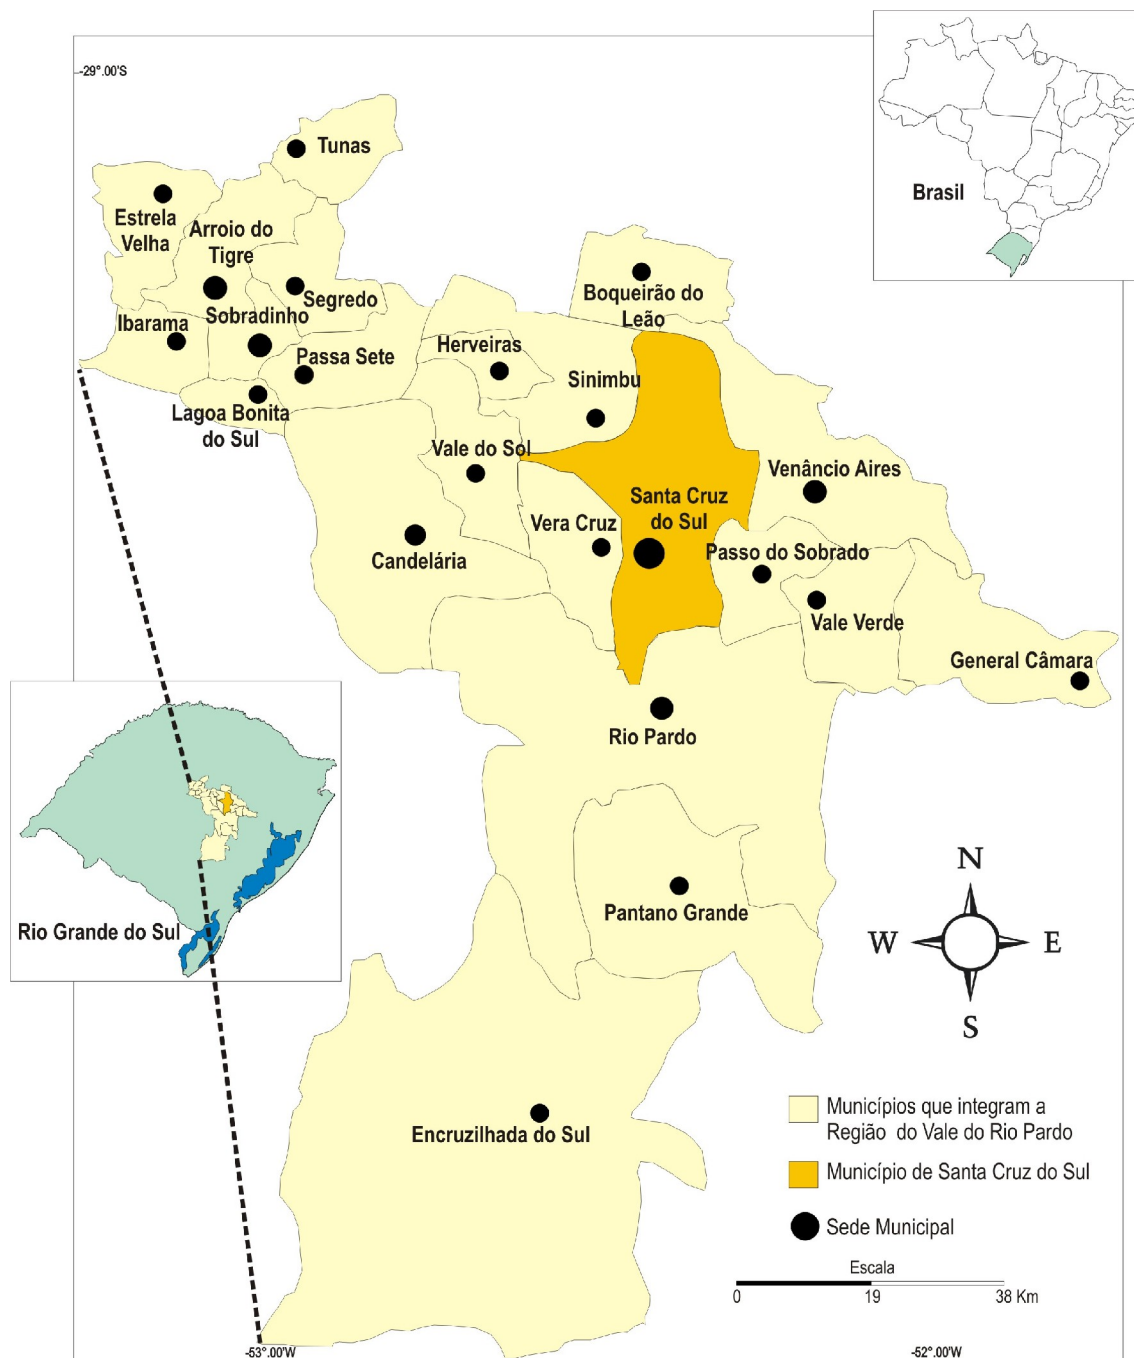 -29°.00'S
Brasil
Tunas
Estrela
Velha
Arroio do
Tigre
Segredo
Boqueirão do
Leão
Ibarama
Sobradinho
Passa Sete
Herveiras
Sinimbu
Lagoa Bonita
do Sul
Vale do Sol
Venâncio Aires
Santa Cruz
do Sul
Vera Cruz
Candelária
Passo do Sobrado
Vale Verde
General Câmara
Rio Pardo
Pantano Grande
Rio Grande do Sul
N
W
E
S
Encruzilhada do Sul
Municípios que integram a
Região do Vale do Rio Pardo
Município de Santa Cruz do Sul
Sede Municipal
Escala
0 19 38 Km
-53°.00'W
-52°.00'W